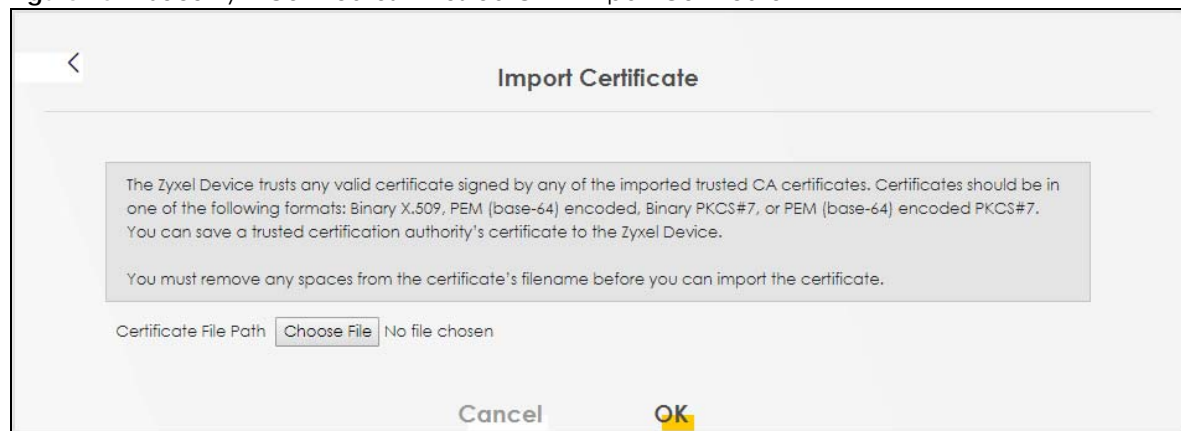 Import Certificate
The Zyxel Device trusts any valid certificate signed by any of the imported trusted CA certificates. Certificates should be in
one of the following formats: Binary X.509, PEM (base-64) encoded, Binary PKCS#7, or PEM (base-64) encoded PKCS#7.
You can save a trusted certification authority's certificate to the Zyxel Device.
You must remove any spaces from the certificate's filename before you can import the certificate.
Certificate File Path Choose File No file chosen
Cancel OK